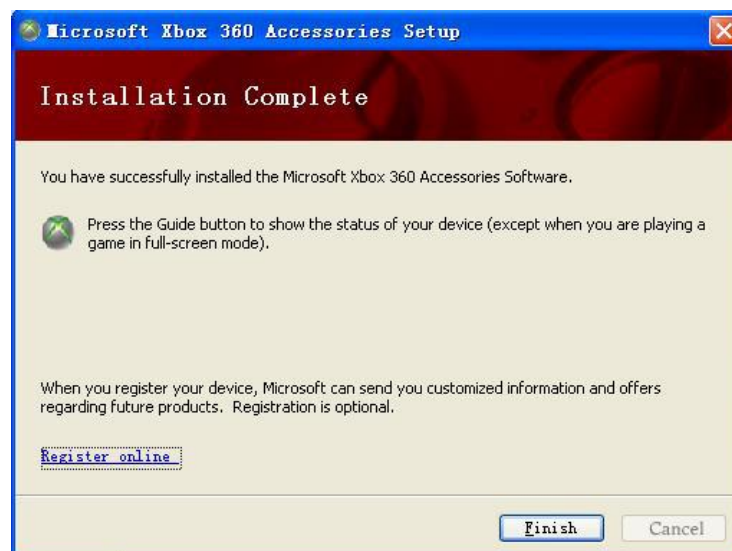 Microsoft Xbox 360 Accessories Setup
Installation Complete
You have successfully installed the Microsoft Xbox 360 Accessories Software.
Press the Guide button to show the status of your device (except when you are playing a
game in full-screen mode).
When you register your device, Microsoft can send you customized information and offers
regarding future products. Registration is optional.
Register online
Finish
Cancel